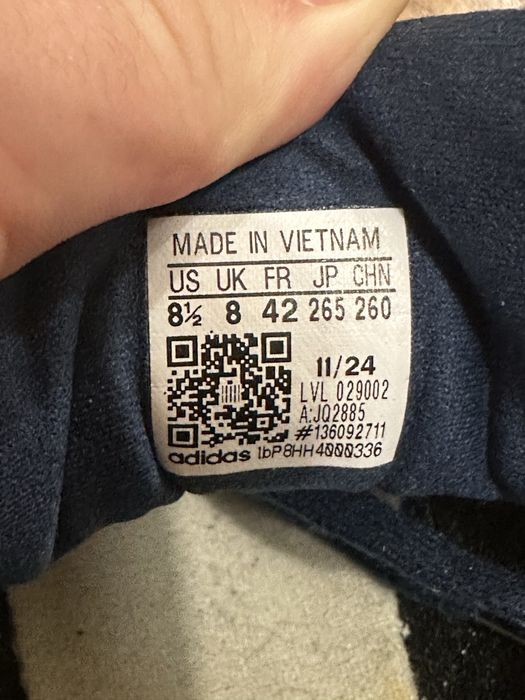 MADE IN VIETNAM
US UK FR JP CHN
8½ 8 42 265 260
11/24
LVL 029002
A:JQ2885
#136092711
adidas 1bP8HH4000336